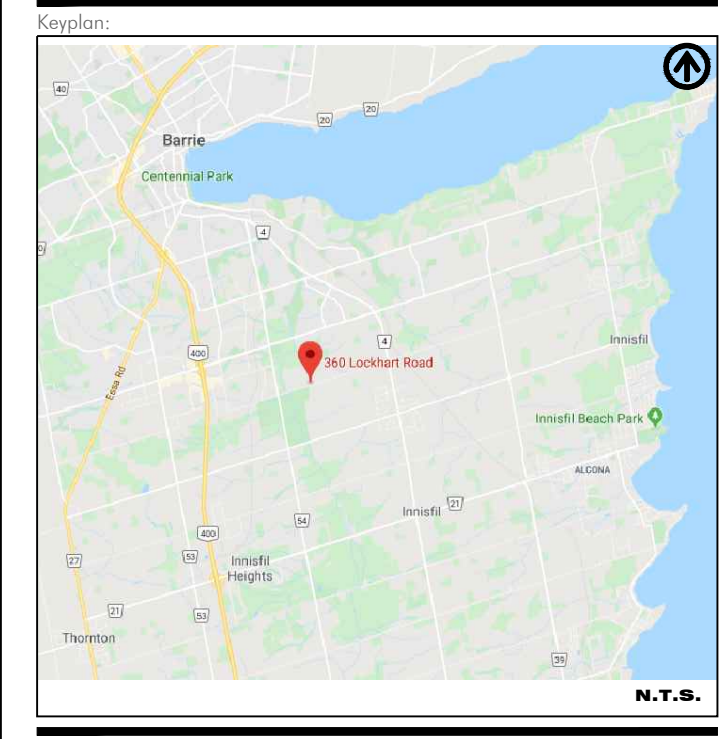 Keyplan:
40
20
20
Barrie
Centennial Park
4
400
4
Innisfil
360 Lockhart Road
Essa Rd
Innisfil Beach Park
ALCONA
21
Innisfil
54
400
53
27
Innisfil
Heights
21
53
Thornton
39
N.T.S.